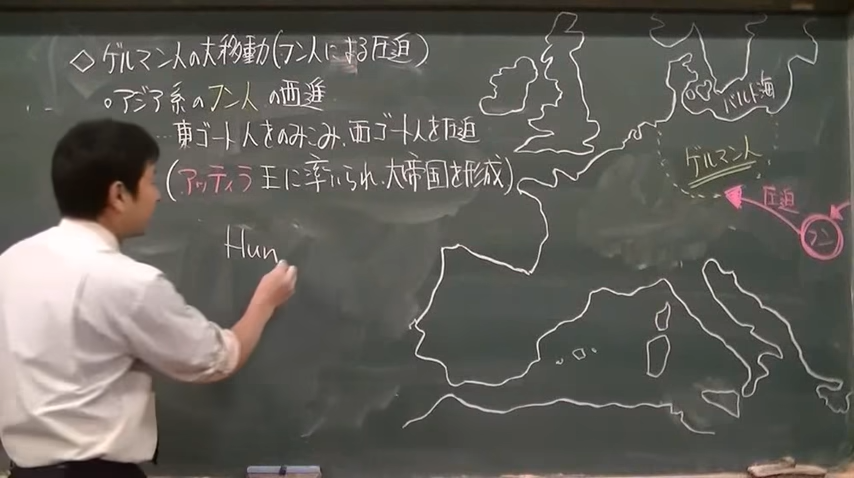 ◇ゲルマン人の大移動(フン人による圧迫)
○アジア系のフン人の西進
…東ゴート人をのみこみ、西ゴート人を圧迫
(アッティラ王に率いられ、大帝国を形成)
Hun
バルト海
ゲルマン人
圧迫
フン